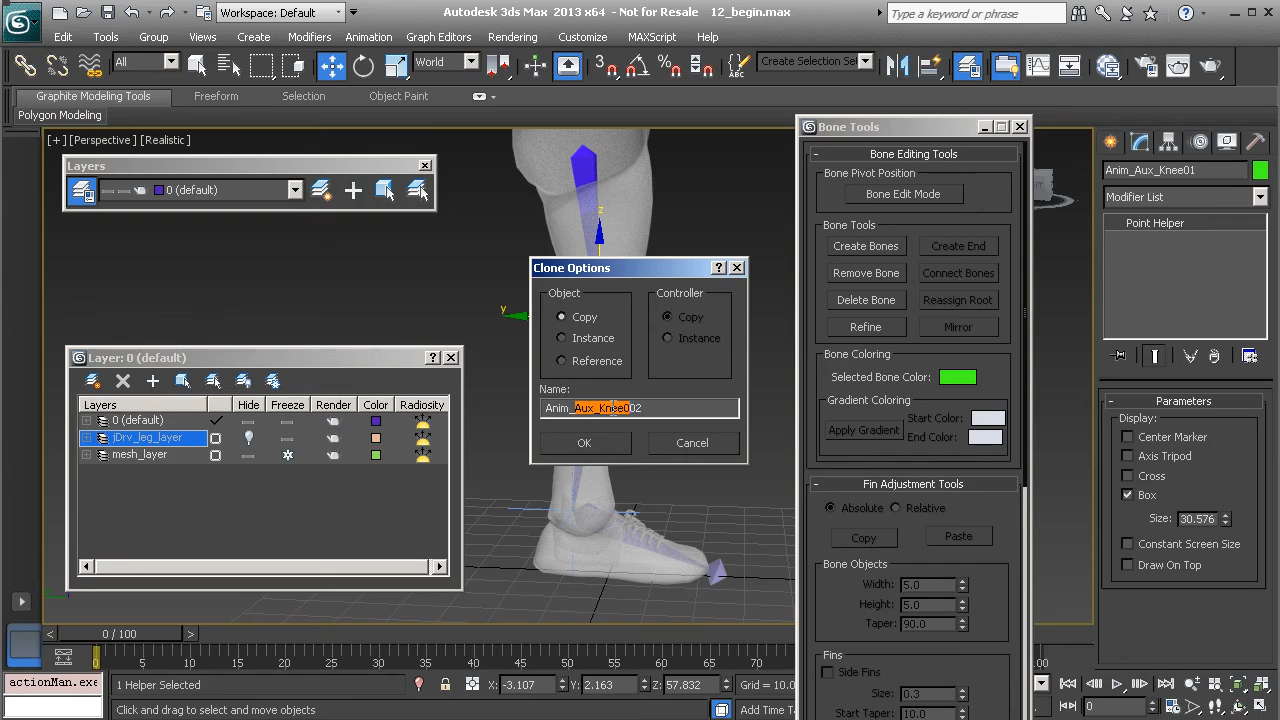 Workspace: Default
Autodesk 3ds Max 2013 x64 - Not for Resale 12_begin.max
Type a keyword or phrase
Edit Tools Group Views Create Modifiers Animation Graph Editors Rendering Customize MAXScript Help
All World Create Selection Se
Graphite Modeling Tools Freeform Selection Object Paint
Polygon Modeling
[+] [Perspective] [Realistic]
Layers
0 (default)
z
y
Clone Options
Object Controller
Copy Copy
Instance Instance
Reference
Name:
Anim_Aux_Knee002
OK Cancel
Layer: 0 (default)
Layers Hide Freeze Render Color Radiosity
0 (default)
jDrv_leg_layer
mesh_layer
Bone Tools
Bone Editing Tools
Bone Pivot Position
Bone Edit Mode
Bone Tools
Create Bones Create End
Remove Bone Connect Bones
Delete Bone Reassign Root
Refine Mirror
Bone Coloring
Selected Bone Color:
Gradient Coloring
Apply Gradient Start Color:
End Color:
Fin Adjustment Tools
Absolute Relative
Copy Paste
Bone Objects
Width: 5.0
Height: 5.0
Taper: 90.0
Fins
Side Fins
Size: 0.3
Start Taper: 10.0
Anim_Aux_Knee01
Modifier List
Point Helper
Parameters
Display:
Center Marker
Axis Tripod
Cross
Box
Size: 30.576
Constant Screen Size
Draw On Top
0 / 100
0 5 10 15 20 25 30 35 40 45 50 55 60 65 70
actionMan.exe
1 Helper Selected X: -3.107 Y: 2.163 Z: 57.832 Grid = 10.0
Click and drag to select and move objects Add Time Tag
0